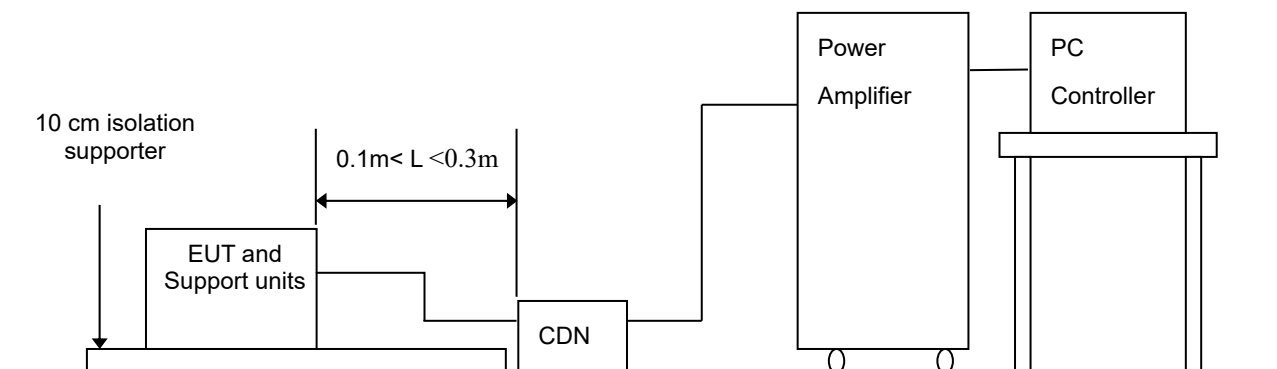 Power
Amplifier
PC
Controller
10 cm isolation
supporter
0.1m< L <0.3m
EUT and
Support units
CDN